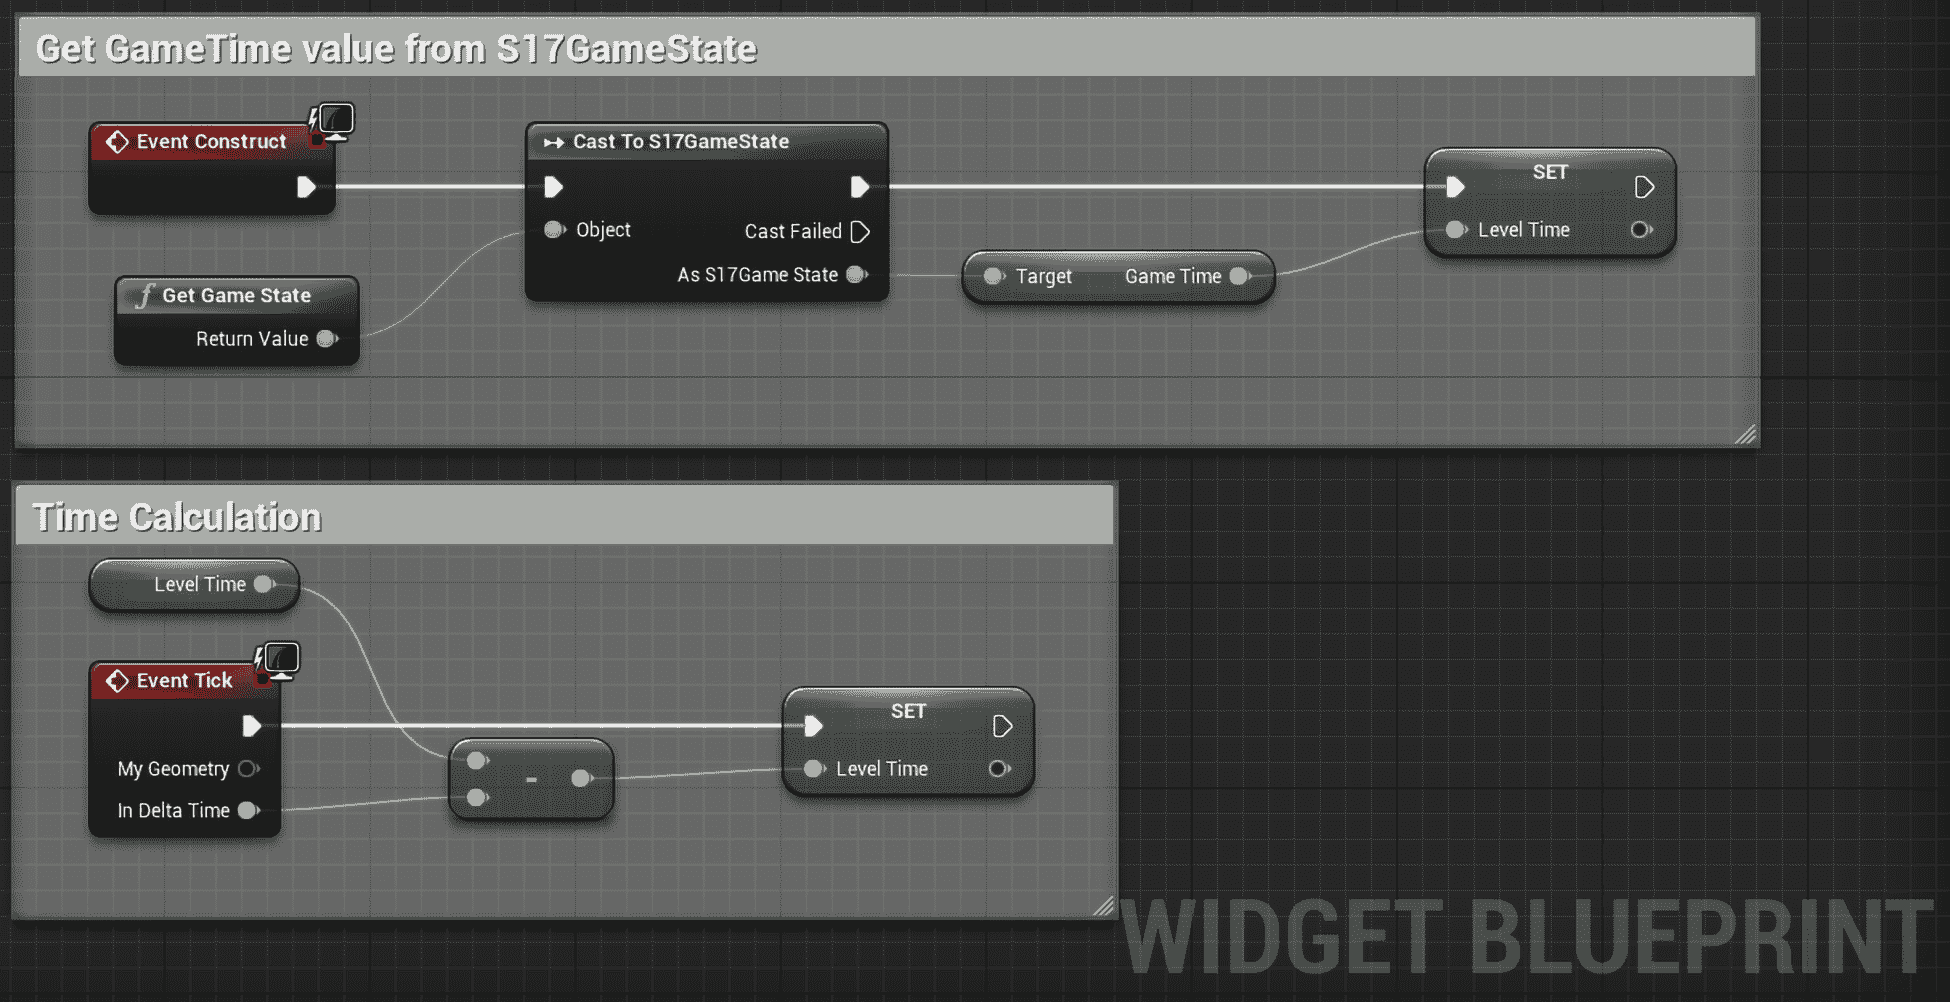 Get GameTime value from S17GameState
Event Construct
Cast To S17GameState
SET
Object
Cast Failed
Level Time
As S17Game State
Target
Game Time
f Get Game State
Return Value
Time Calculation
Level Time
Event Tick
SET
My Geometry
-
Level Time
In Delta Time
WIDGET BLUEPRINT